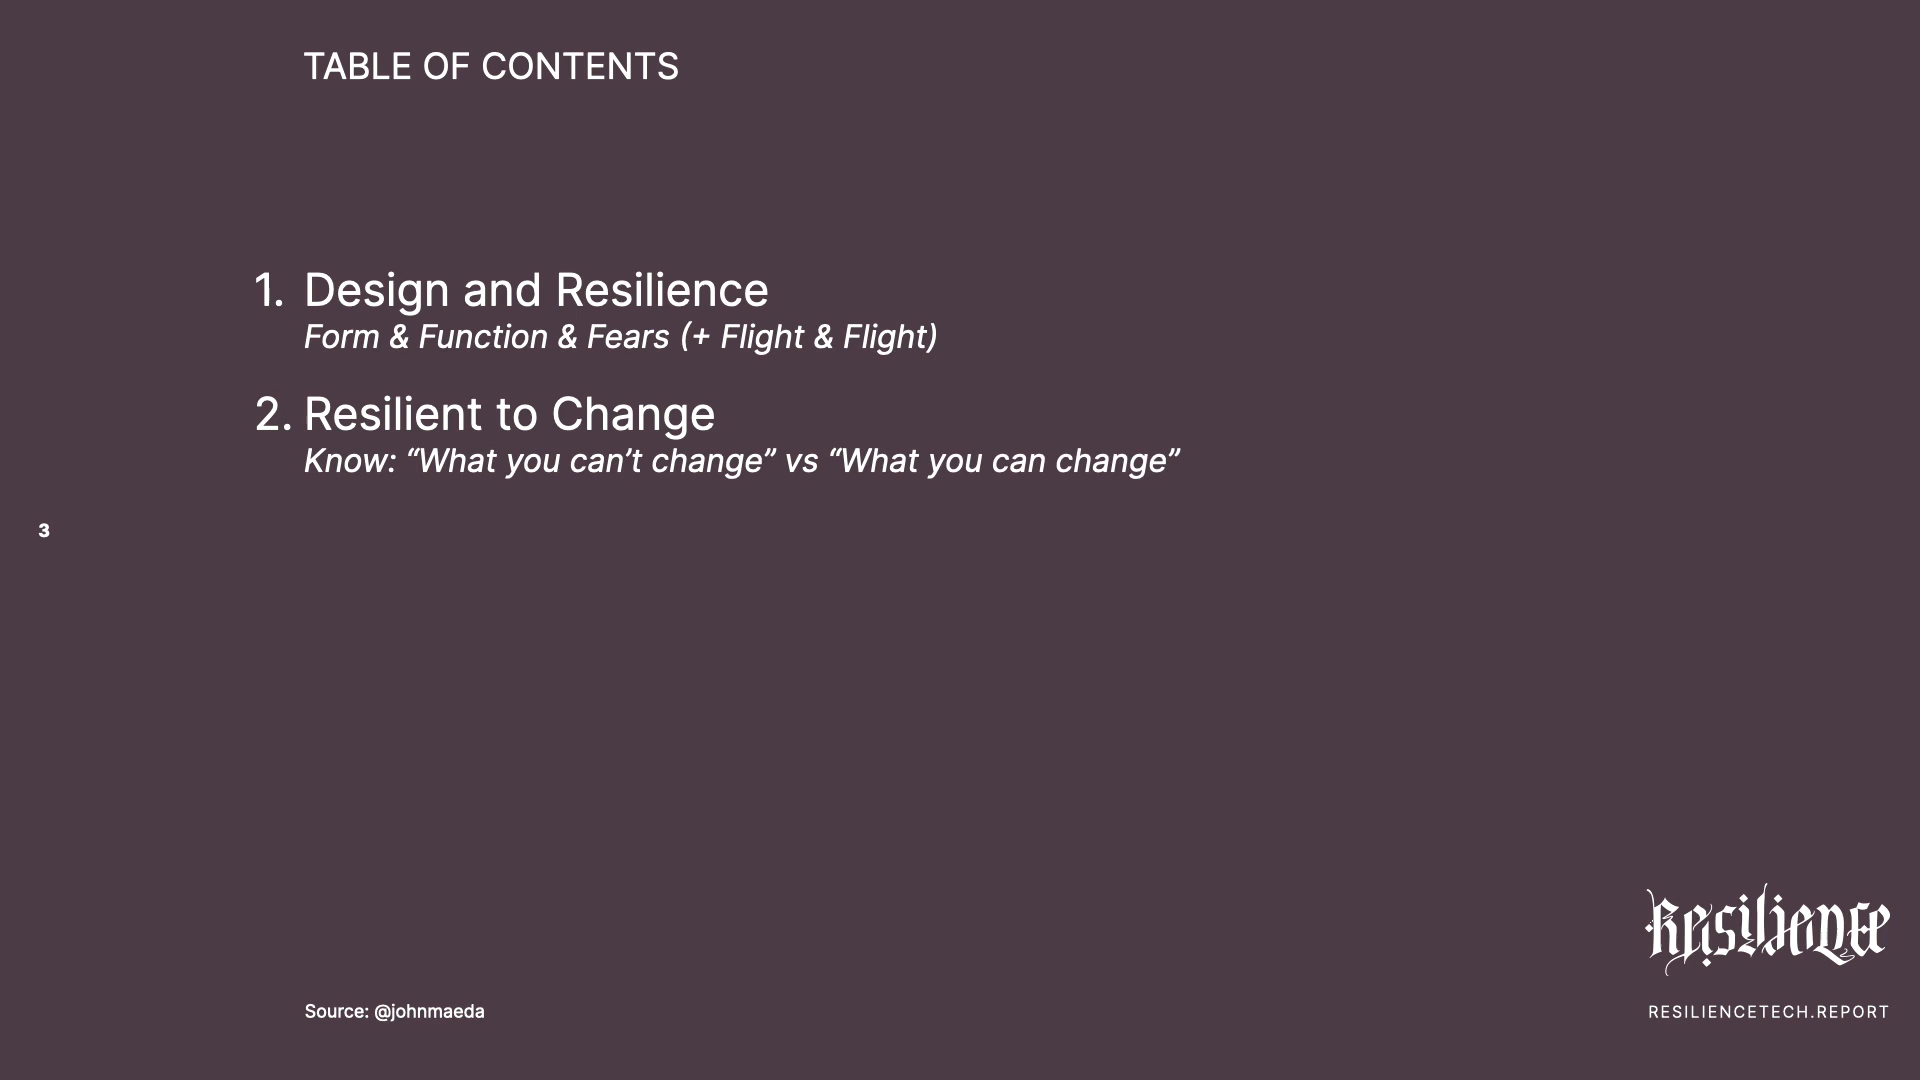 TABLE OF CONTENTS
1. Design and Resilience
Form & Function & Fears (+ Flight & Flight)
2. Resilient to Change
Know: “What you can’t change” vs “What you can change”
3
Resilience
Source: @johnmaeda
RESILIENCETECH.REPORT